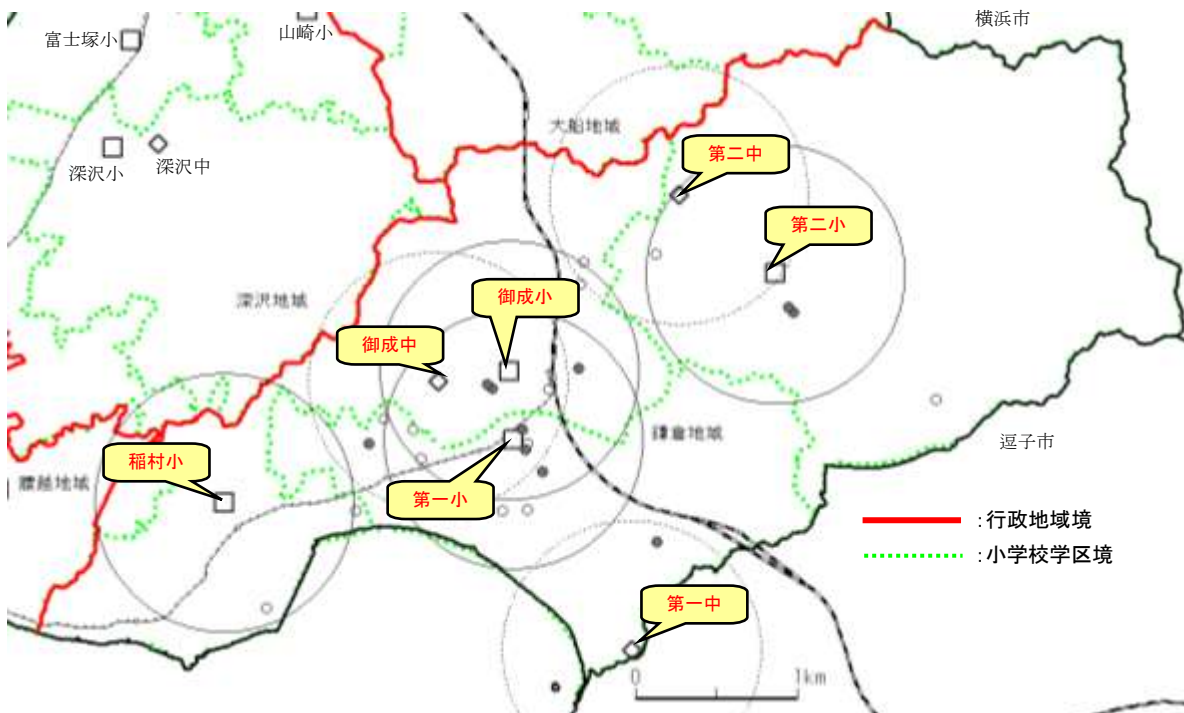 横浜市
富士塚小
山崎小
大船地域
深沢小
深沢中
第二中
第二小
深沢地域
御成小
御成中
鎌倉地域
逗子市
稲村小
腰越地域
第一小
:行政地域境
:小学校学区境
第一中
0
1km